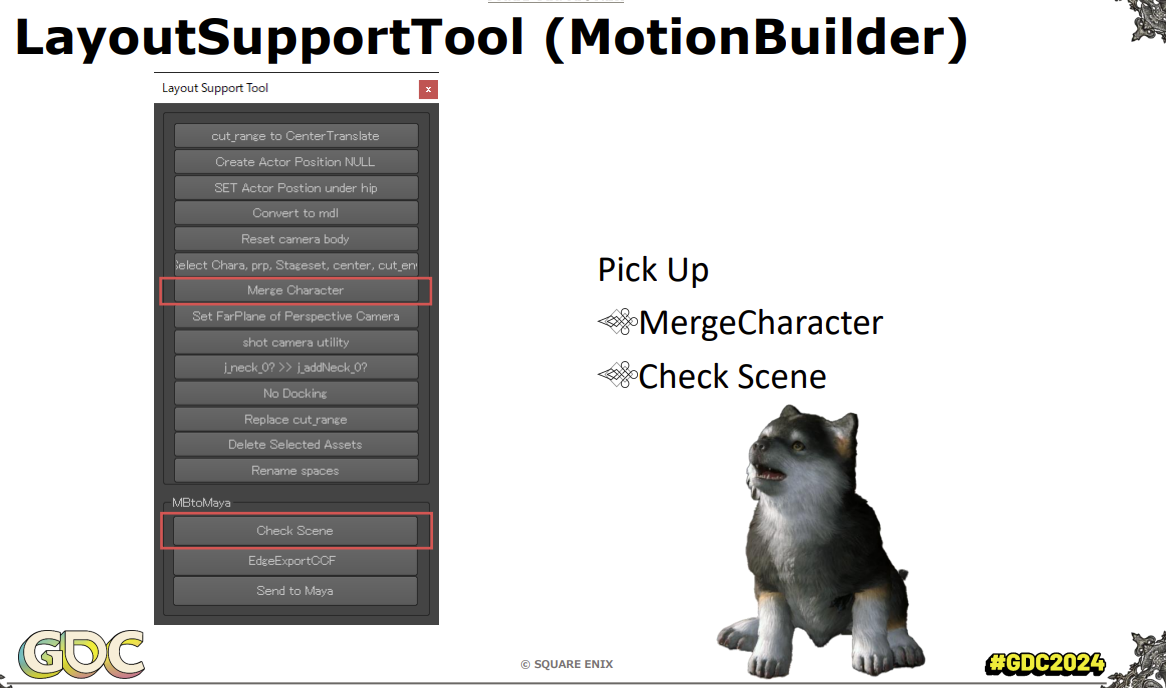 LayoutSupportTool (MotionBuilder)
Layout Support Tool
x
cut_range to CenterTranslate
Create Actor Position NULL
SET Actor Postion under hip
Convert to mdl
Reset camera body
Select Chara, prp, Stageset, center, cut_en
Merge Character
Set FarPlane of Perspective Camera
shot camera utility
j_neck_0? >> j_addNeck_0?
No Docking
Replace cut_range
Delete Selected Assets
Rename spaces
MBtoMaya
Check Scene
EdgeExportCCF
Send to Maya
Pick Up
MergeCharacter
Check Scene
GDC
© SQUARE ENIX
#GDC2024